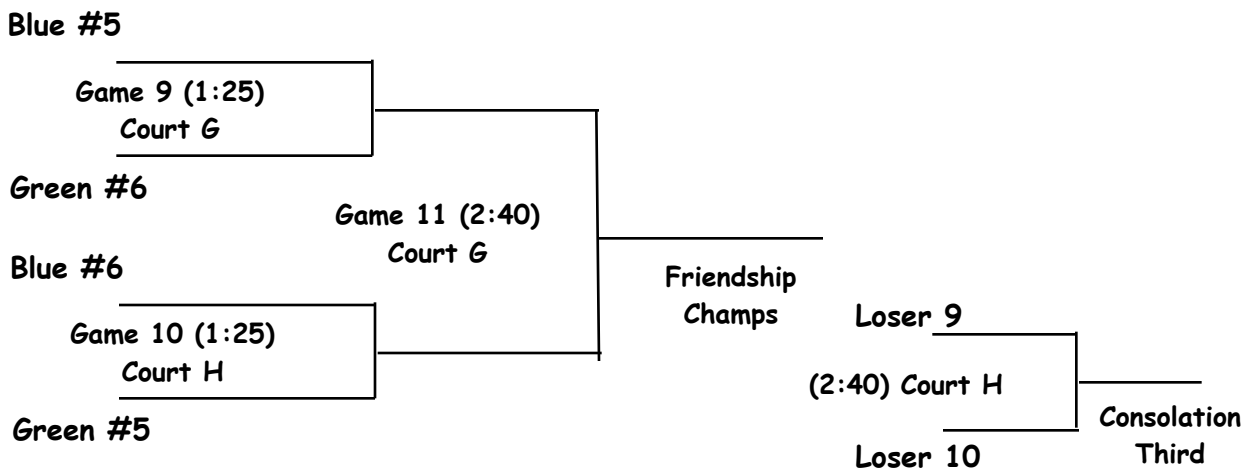 Blue #5
Game 9 (1:25)
Court G
Green #6
Game 11 (2:40)
Court G
Blue #6
Game 10 (1:25)
Court H
Green #5
Friendship
Champs
Loser 9
(2:40) Court H
Loser 10
Consolation
Third